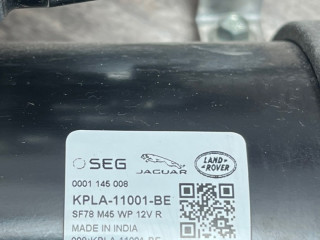 SEG JAGUAR LAND ROVER
0001 145 008
KPLA-11001-BE
SF78 M45 WP 12V R
MADE IN INDIA